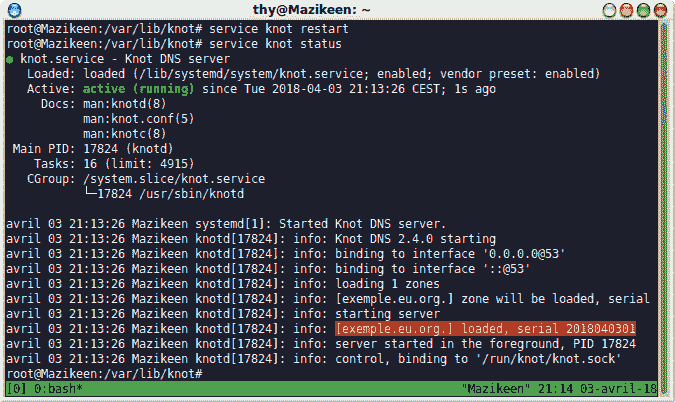 thy@Mazikeen: ~
root@Mazikeen:/var/lib/knot# service knot restart
root@Mazikeen:/var/lib/knot# service knot status
● knot.service - Knot DNS server
Loaded: loaded (/lib/systemd/system/knot.service; enabled; vendor preset: enabled)
Active: active (running) since Tue 2018-04-03 21:13:26 CEST; 1s ago
Docs: man:knotd(8)
man:knot.conf(5)
man:knotc(8)
Main PID: 17824 (knotd)
Tasks: 16 (limit: 4915)
CGroup: /system.slice/knot.service
└─17824 /usr/sbin/knotd
avril 03 21:13:26 Mazikeen systemd[1]: Started Knot DNS server.
avril 03 21:13:26 Mazikeen knotd[17824]: info: Knot DNS 2.4.0 starting
avril 03 21:13:26 Mazikeen knotd[17824]: info: binding to interface '0.0.0.0@53'
avril 03 21:13:26 Mazikeen knotd[17824]: info: binding to interface '::@53'
avril 03 21:13:26 Mazikeen knotd[17824]: info: loading 1 zones
avril 03 21:13:26 Mazikeen knotd[17824]: info: [exemple.eu.org.] zone will be loaded, serial
avril 03 21:13:26 Mazikeen knotd[17824]: info: starting server
avril 03 21:13:26 Mazikeen knotd[17824]: info: [exemple.eu.org.] loaded, serial 2018040301
avril 03 21:13:26 Mazikeen knotd[17824]: info: server started in the foreground, PID 17824
avril 03 21:13:26 Mazikeen knotd[17824]: info: control, binding to '/run/knot/knot.sock'
root@Mazikeen:/var/lib/knot#
[0] 0:bash* "Mazikeen" 21:14 03-avril-18